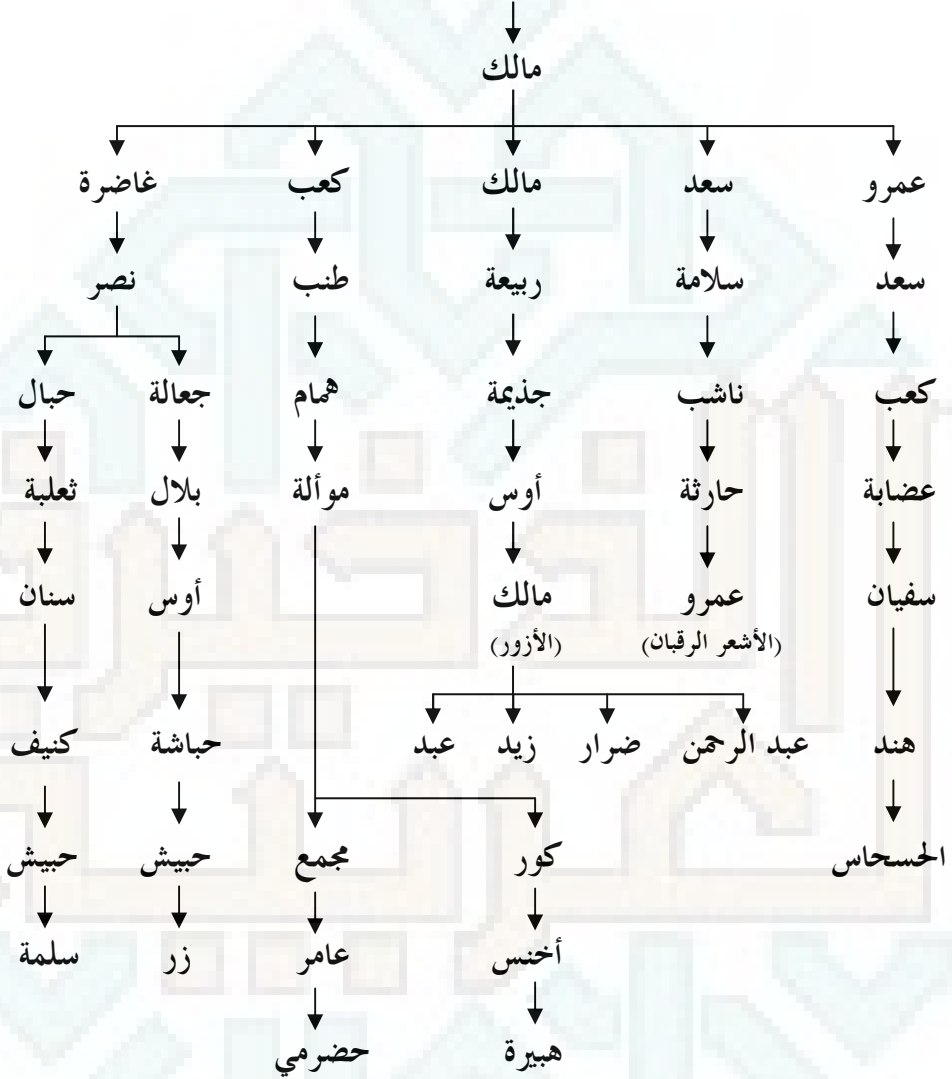 مالك
عمرو سعد مالك كعب غاضرة
سعد سلامة ربيعة طنب نصر
كعب ناشب جذيمة همام جعالة حبال
عضابة حارثة أوس موألة بلال ثعلبة
سفيان عمرو مالك أوس سنان
(الأشعر الرقبان) (الأزور)
هند عبد الرحمن ضرار زيد عبد حباشة كنيف
الحسحاس كور مجمع حبيش حبيش
أخنس عامر زر سلمة
هبيرة حضرمي